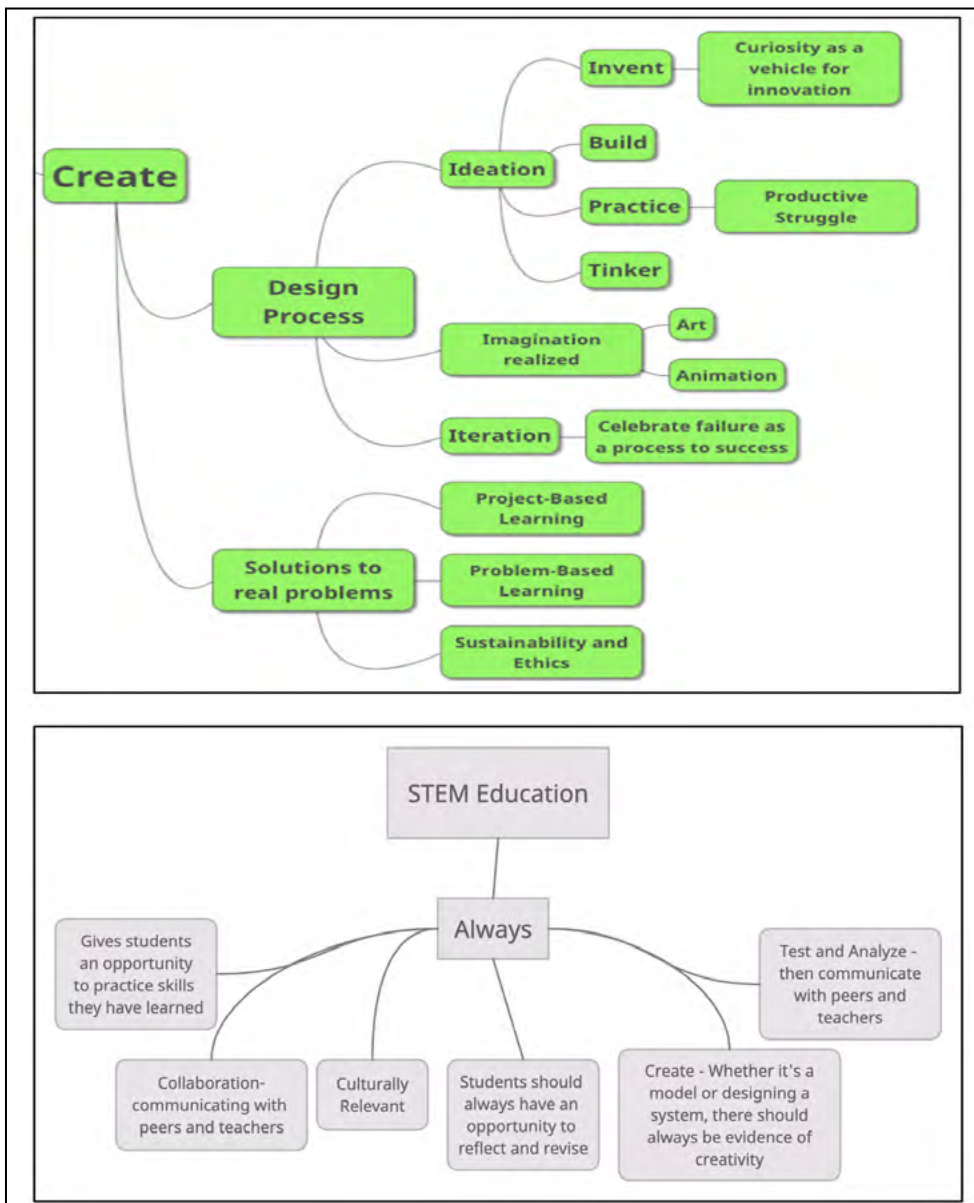 Create
Design
Process
Ideation
Invent
Curiosity as a
vehicle for
innovation
Build
Practice
Productive
Struggle
Tinker
Imagination
realized
Art
Animation
Iteration
Celebrate failure as
a process to success
Solutions to
real problems
Project-Based
Learning
Problem-Based
Learning
Sustainability and
Ethics
STEM Education
Always
Gives students
an opportunity
to practice skills
they have learned
Collaboration-
communicating with
peers and teachers
Culturally
Relevant
Students should
always have an
opportunity to
reflect and revise
Create - Whether it's a
model or designing a
system, there should
always be evidence of
creativity
Test and Analyze -
then communicate
with peers and
teachers